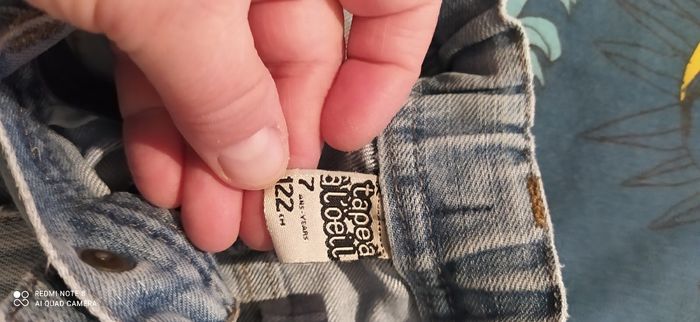 tape à
l'oeil
7
ANS - YEARS
122
CM
REDMI NOTE 8
AI QUAD CAMERA